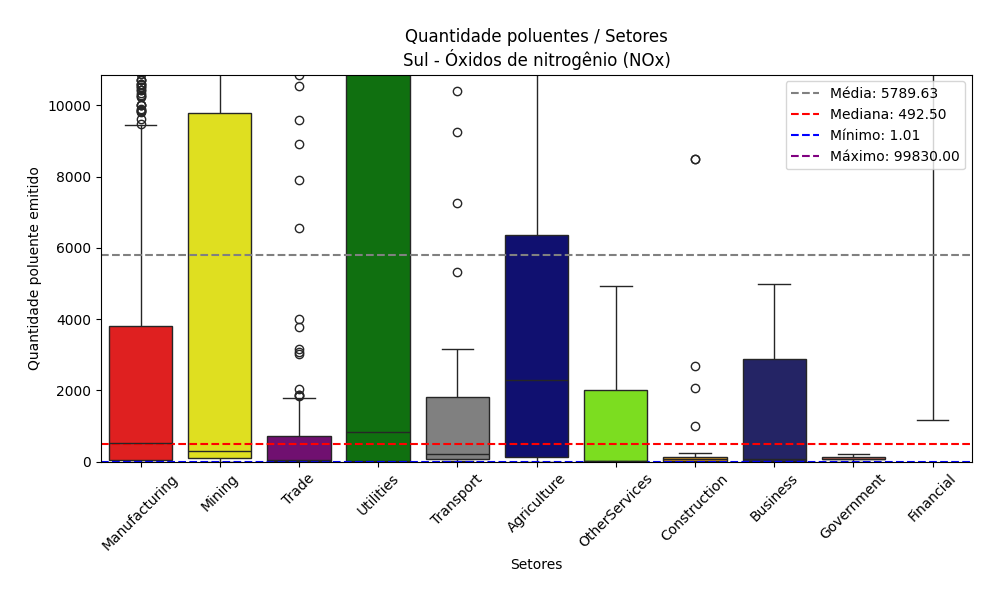 Quantidade poluentes / Setores
Sul - Óxidos de nitrogênio (NOx)
Quantidade poluente emitido
10000
8000
6000
4000
2000
0
Média: 5789.63
Mediana: 492.50
Mínimo: 1.01
Máximo: 99830.00
Manufacturing
Mining
Trade
Utilities
Transport
Agriculture
OtherServices
Construction
Business
Government
Financial
Setores